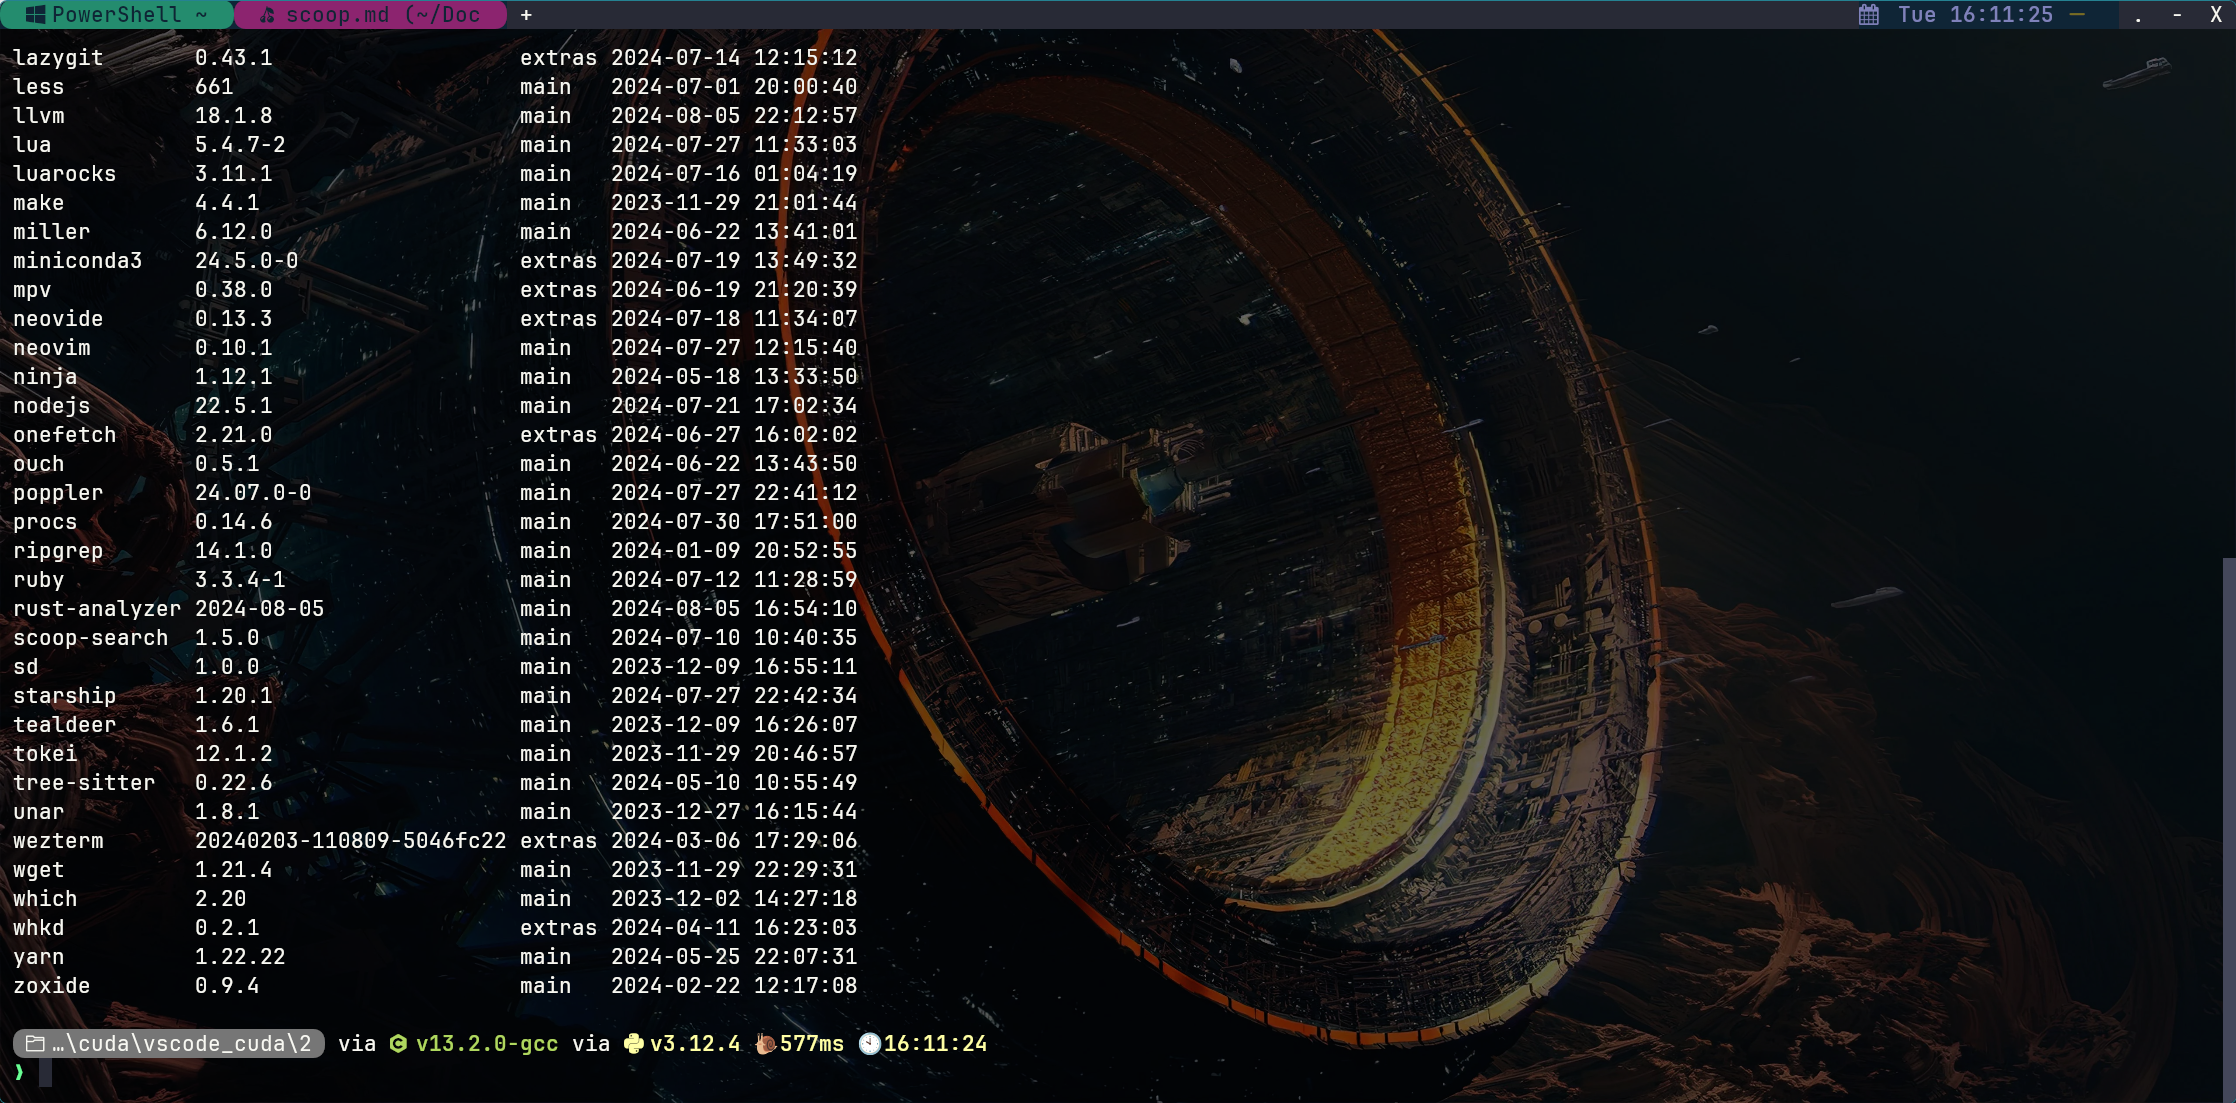 PowerShell ~ scoop.md (~/Doc + Tue 16:11:25 — . - X
lazygit 0.43.1 extras 2024-07-14 12:15:12
less 661 main 2024-07-01 20:00:40
llvm 18.1.8 main 2024-08-05 22:12:57
lua 5.4.7-2 main 2024-07-27 11:33:03
luarocks 3.11.1 main 2024-07-16 01:04:19
make 4.4.1 main 2023-11-29 21:01:44
miller 6.12.0 main 2024-06-22 13:41:01
miniconda3 24.5.0-0 extras 2024-07-19 13:49:32
mpv 0.38.0 extras 2024-06-19 21:20:39
neovide 0.13.3 extras 2024-07-18 11:34:07
neovim 0.10.1 main 2024-07-27 12:15:40
ninja 1.12.1 main 2024-05-18 13:33:50
nodejs 22.5.1 main 2024-07-21 17:02:34
onefetch 2.21.0 extras 2024-06-27 16:02:02
ouch 0.5.1 main 2024-06-22 13:43:50
poppler 24.07.0-0 main 2024-07-27 22:41:12
procs 0.14.6 main 2024-07-30 17:51:00
ripgrep 14.1.0 main 2024-01-09 20:52:55
ruby 3.3.4-1 main 2024-07-12 11:28:59
rust-analyzer 2024-08-05 main 2024-08-05 16:54:10
scoop-search 1.5.0 main 2024-07-10 10:40:35
sd 1.0.0 main 2023-12-09 16:55:11
starship 1.20.1 main 2024-07-27 22:42:34
tealdeer 1.6.1 main 2023-12-09 16:26:07
tokei 12.1.2 main 2023-11-29 20:46:57
tree-sitter 0.22.6 main 2024-05-10 10:55:49
unar 1.8.1 main 2023-12-27 16:15:44
wezterm 20240203-110809-5046fc22 extras 2024-03-06 17:29:06
wget 1.21.4 main 2023-11-29 22:29:31
which 2.20 main 2023-12-02 14:27:18
whkd 0.2.1 extras 2024-04-11 16:23:03
yarn 1.22.22 main 2024-05-25 22:07:31
zoxide 0.9.4 main 2024-02-22 12:17:08
…\cuda\vscode_cuda\2 via C v13.2.0-gcc via v3.12.4 🐌577ms 🕙16:11:24
❯